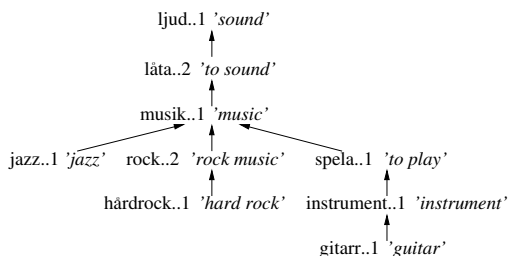 ljud..1 'sound'
låta..2 'to sound'
musik..1 'music'
jazz..1 'jazz' rock..2 'rock music' spela..1 'to play'
hårdrock..1 'hard rock' instrument..1 'instrument'
gitarr..1 'guitar'